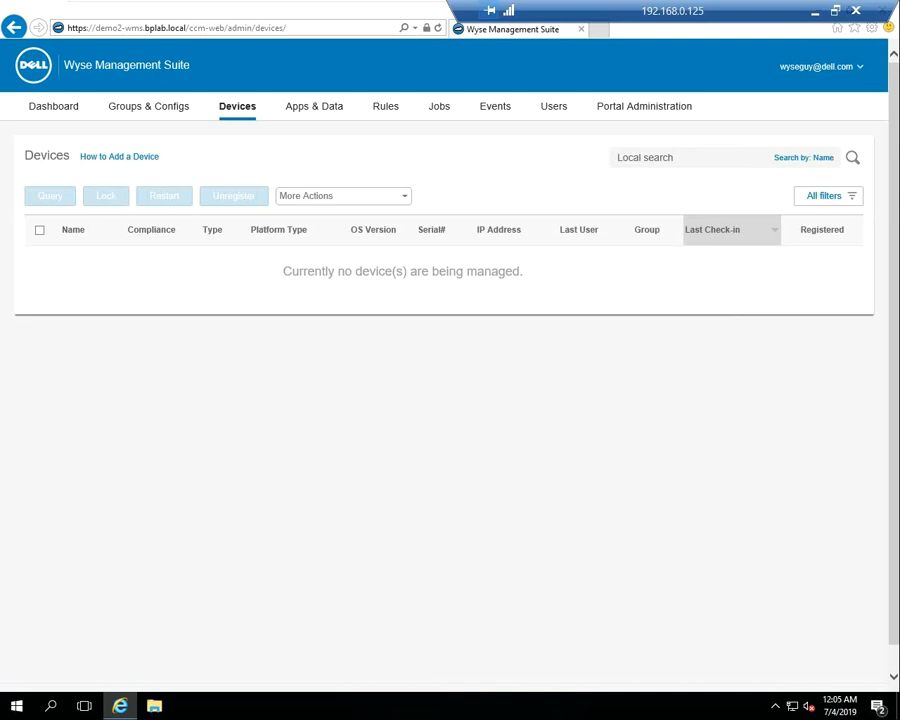 192.168.0.125
https://demo2-wms.bplab.local/ccm-web/admin/devices/
Wyse Management Suite
DELL
Wyse Management Suite
wyseguy@dell.com
Dashboard
Groups & Configs
Devices
Apps & Data
Rules
Jobs
Events
Users
Portal Administration
Devices
How to Add a Device
Local search
Search by: Name
Query
Lock
Restart
Unregister
More Actions
All filters
Name
Compliance
Type
Platform Type
OS Version
Serial#
IP Address
Last User
Group
Last Check-in
Registered
Currently no device(s) are being managed.
12:05 AM
7/4/2019
2